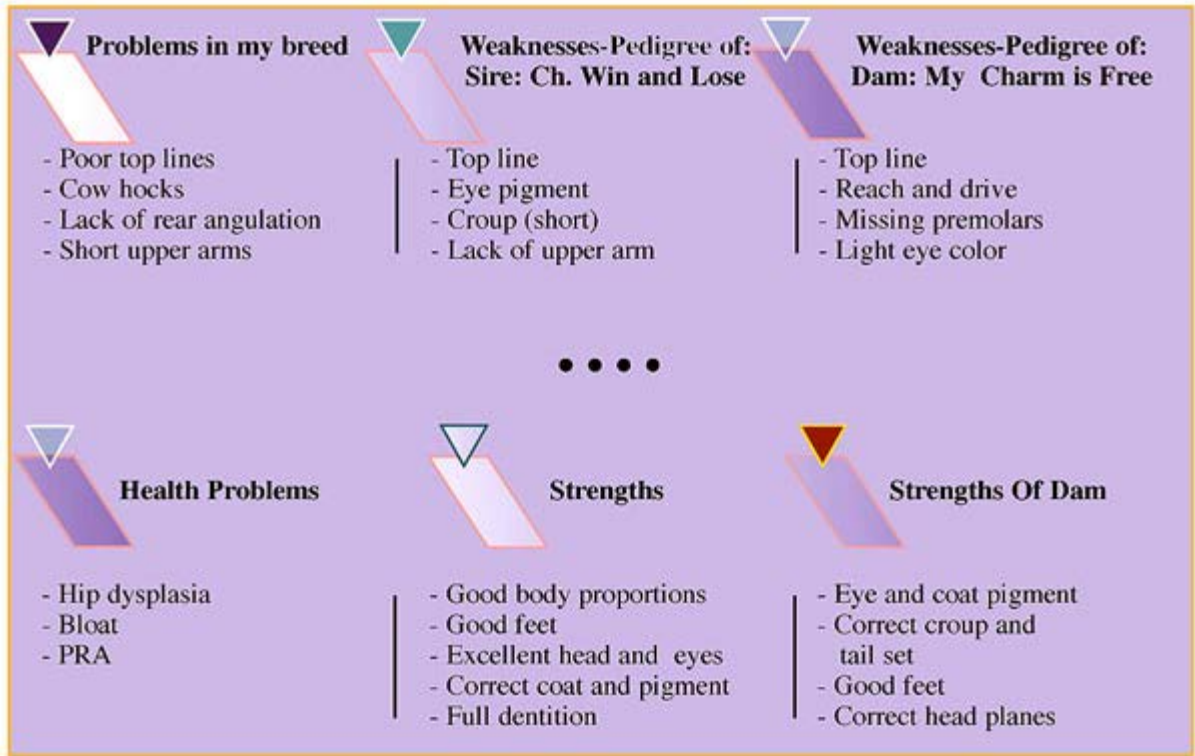 Problems in my breed
- Poor top lines
- Cow hocks
- Lack of rear angulation
- Short upper arms
Weaknesses-Pedigree of:
Sire: Ch. Win and Lose
- Top line
- Eye pigment
- Croup (short)
- Lack of upper arm
Weaknesses-Pedigree of:
Dam: My Charm is Free
- Top line
- Reach and drive
- Missing premolars
- Light eye color
Health Problems
- Hip dysplasia
- Bloat
- PRA
Strengths
- Good body proportions
- Good feet
- Excellent head and eyes
- Correct coat and pigment
- Full dentition
Strengths Of Dam
- Eye and coat pigment
- Correct croup and
tail set
- Good feet
- Correct head planes